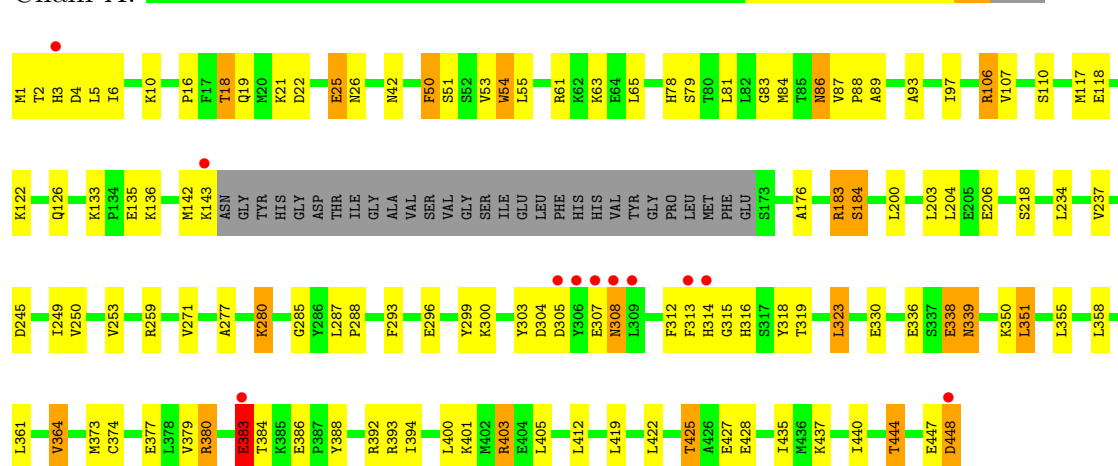 M1 T2 H3 D4 L5 I6 K10 P16 F17 T18 Q19 M20 K21 D22 E25 N26 N42 F50 S51 S52 V53 W54 L55 R61 K62 K63 E64 L65 H78 S79 T80 L81 L82 G83 M84 T85 N86 V87 P88 A89 A93 I97 R106 V107 S110 M117 E118
K122 Q126 K133 P134 E135 K136 M142 K143 ASN GLY TYR HIS GLY ASP THR ILE GLY ALA VAL SER VAL GLY SER ILE GLU LEU PHE HIS HIS VAL TYR GLY PRO LEU MET PHE GLU S173 A176 R183 S184 L200 L203 L204 E205 E206 S218 L234 V237
D245 I249 V250 V253 R259 V271 A277 K280 G285 Y286 L287 P288 F293 E296 Y299 K300 Y303 D304 D305 Y306 E307 N308 L309 F312 F313 H314 G315 H316 S317 Y318 T319 L323 E330 E336 S337 E338 N339 K350 L351 L355 L358
L361 V364 M373 C374 E377 L378 V379 R380 E383 T384 K385 E386 P387 Y388 R392 R393 I394 L400 K401 M402 R403 E404 L405 L412 L419 L422 T425 A426 E427 E428 I435 M436 K437 I440 T444 E447 D448